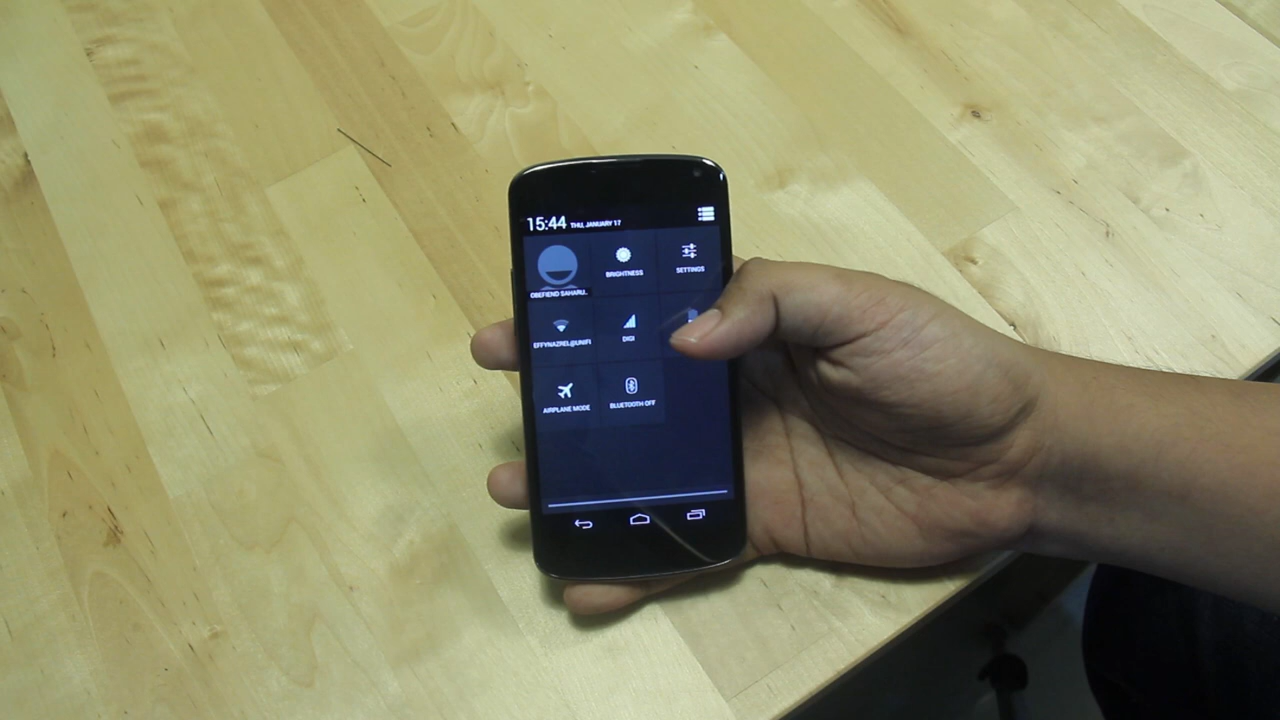 15:44 THU, JANUARY 17
OBEFIEND SAHARU..
BRIGHTNESS
SETTINGS
EFFYNAZREL@UNIFI
DIGI
AIRPLANE MODE
BLUETOOTH OFF